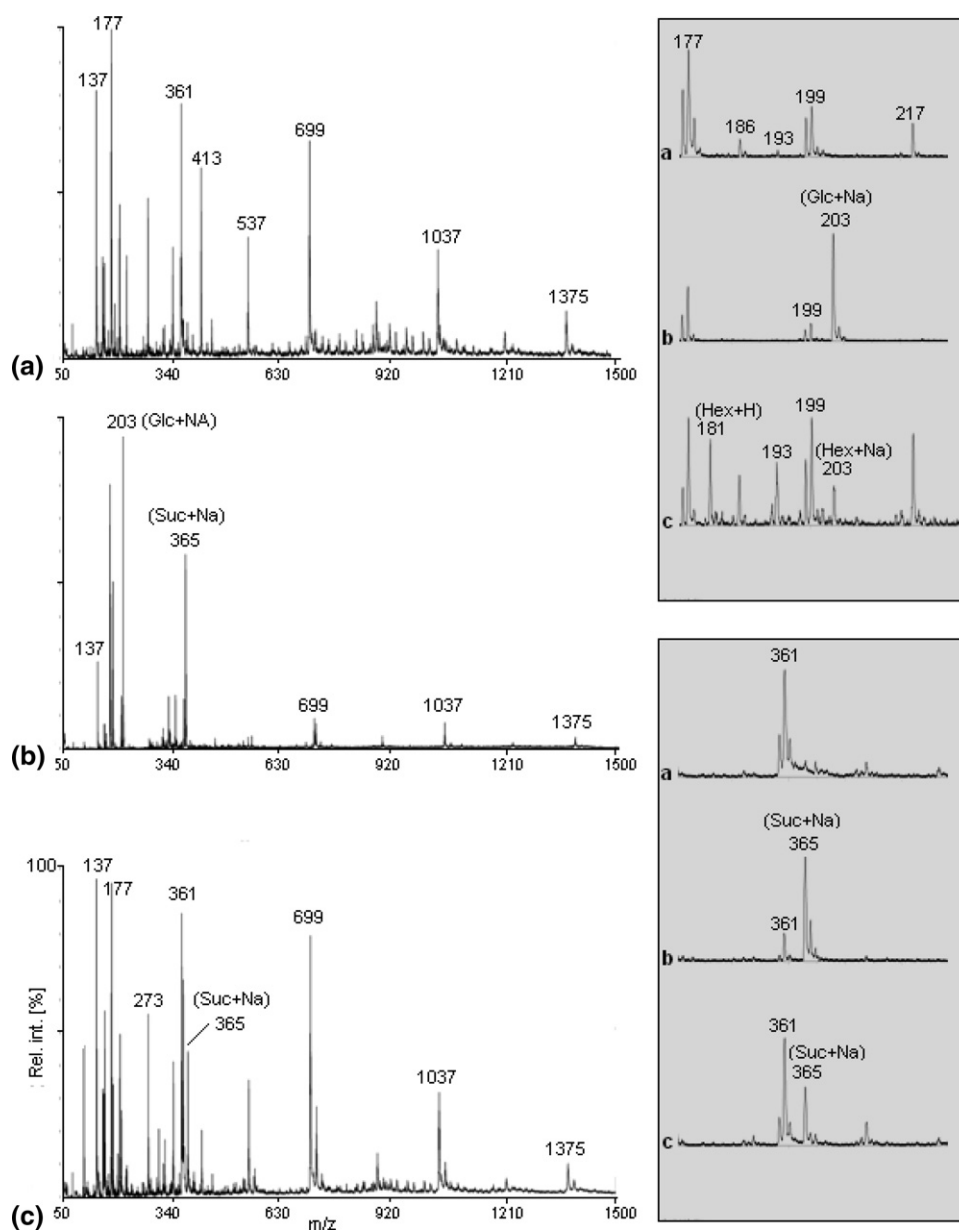 177
137
361
413
699
537
1037
1375
(a)
50 340 630 920 1210 1500
203 (Glc+NA)
(Suc+Na)
365
137
699
1037
1375
(b)
50 340 630 920 1210 1500
100
Rel. int. [%]
137
177
361
699
273
(Suc+Na)
365
1037
1375
(c)
50 340 630 920 1210 1500
m/z
177
186
193
199
217
a
(Glc+Na)
203
199
b
(Hex+H)
181
193
199
(Hex+Na)
203
c
361
a
(Suc+Na)
365
361
b
361
(Suc+Na)
365
c